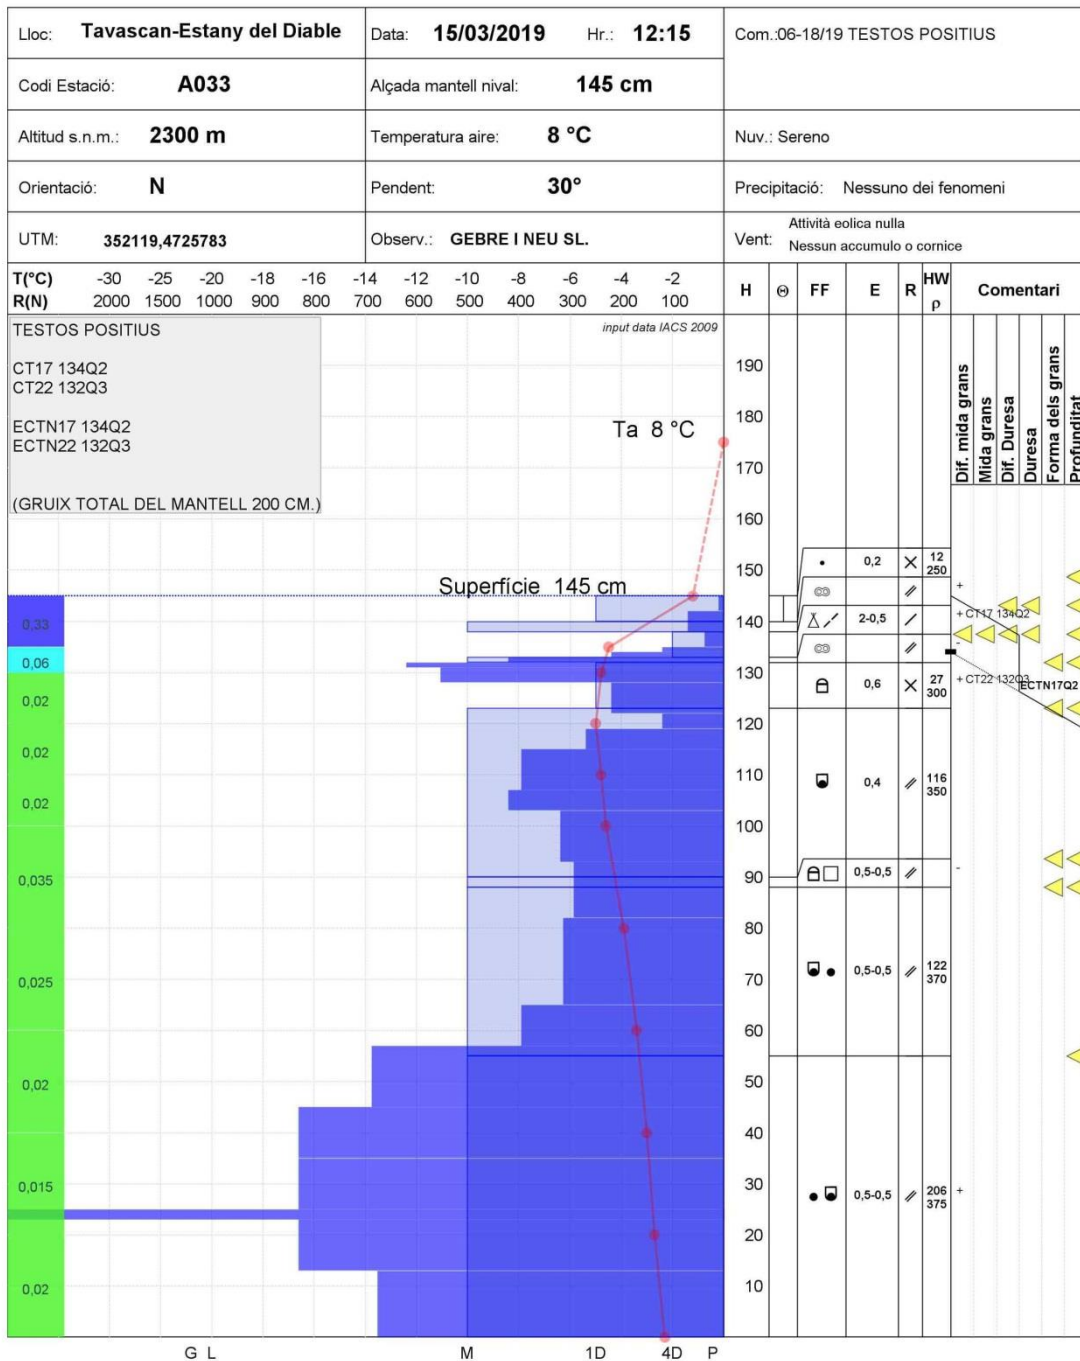 Lloc: Tavascan-Estany del Diable Data: 15/03/2019 Hr.: 12:15 Com.:06-18/19 TESTOS POSITIUS
Codi Estació: A033 Alçada mantell nival: 145 cm
Altitud s.n.m.: 2300 m Temperatura aire: 8 °C Nuv.: Sereno
Orientació: N Pendent: 30° Precipitació: Nessuno dei fenomeni
UTM: 352119,4725783 Observ.: GEBRE I NEU SL. Vent: Attività eolica nulla
Nessun accumulo o cornice
T(°C) -30 -25 -20 -18 -16 -14 -12 -10 -8 -6 -4 -2
R(N) 2000 1500 1000 900 800 700 600 500 400 300 200 100
H Θ FF E R HW ρ Comentari
TESTOS POSITIUS
CT17 134Q2
CT22 132Q3
ECTN17 134Q2
ECTN22 132Q3
(GRUIX TOTAL DEL MANTELL 200 CM.)
input data IACS 2009
Ta 8 °C
Superfície 145 cm
Dif. mida grans
Mida grans
Dif. Duresa
Duresa
Forma dels grans
Profunditat
190
180
170
160
150
140
130
120
110
100
90
80
70
60
50
40
30
20
10
0,33
0,06
0,02
0,02
0,02
0,035
0,025
0,02
0,015
0,02
0,2 12
250
+
2-0,5 + CT17 134Q2
-
0,6 27
300
+ CT22 132Q3
ECTN17Q2
0,4 116
350
0,5-0,5 -
0,5-0,5 122
370
0,5-0,5 206
375
+
G L M 1D 4D P